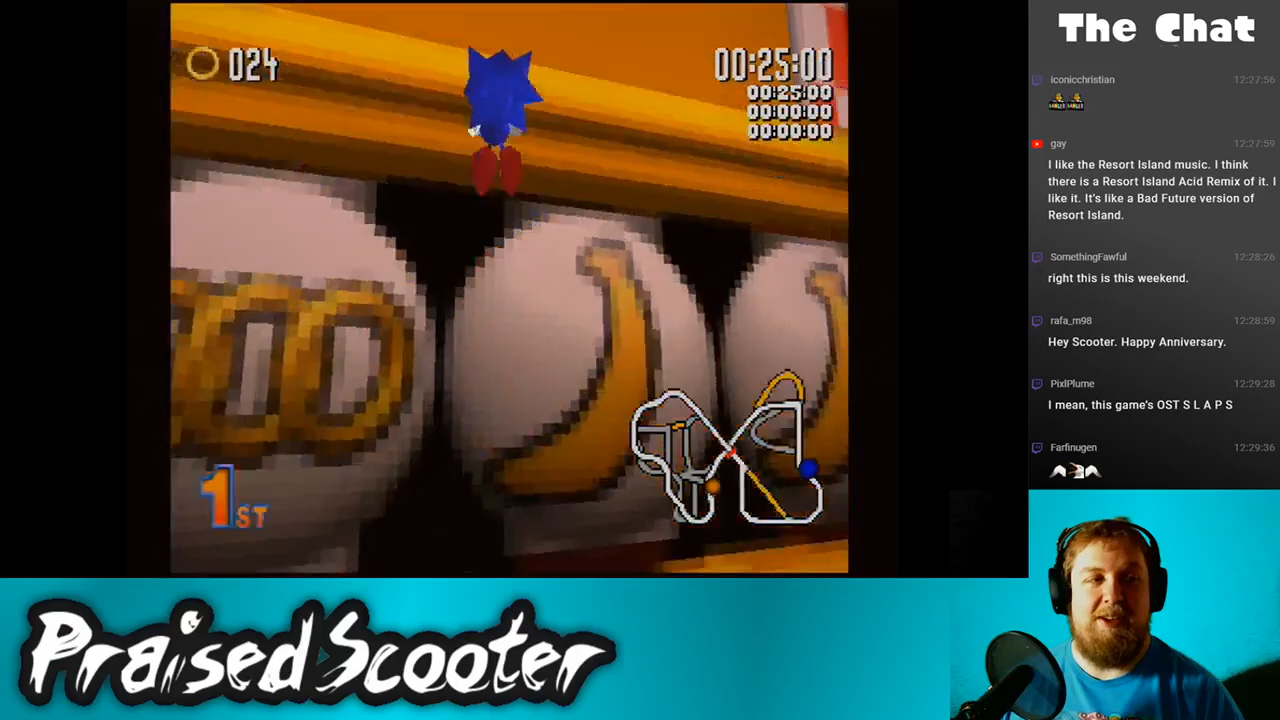 024
00:25:00
00:25:00
00:00:00
00:00:00
1ST
The Chat
iconicchristian 12:27:56
gay 12:27:59
I like the Resort Island music. I think
there is a Resort Island Acid Remix of it. I
like it. It's like a Bad Future version of
Resort Island.
SomethingFawful 12:28:26
right this is this weekend.
rafa_m98 12:28:59
Hey Scooter. Happy Anniversary.
PixlPlume 12:29:28
I mean, this game's OST S L A P S
Farfinugen 12:29:36
PraisedScooter